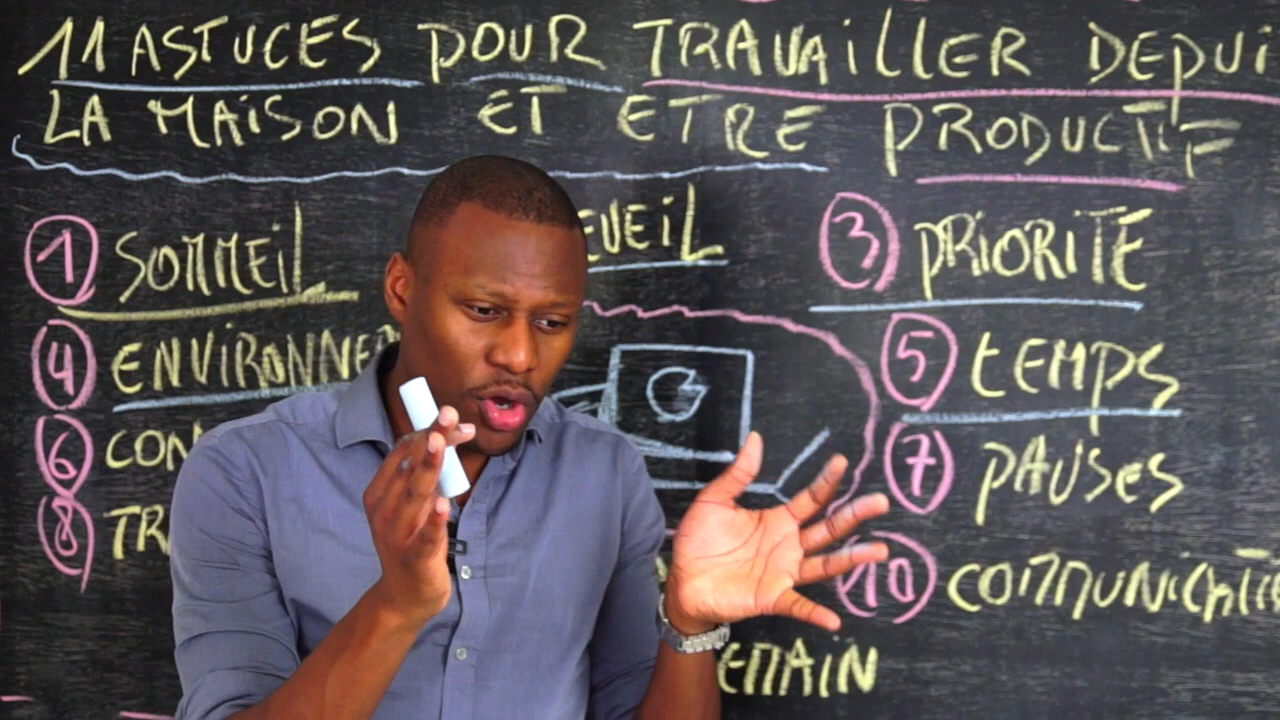 11 ASTUCES POUR TRAVAILLER DEPUI
LA MAISON ET ETRE PRODUCTIF
1 SOMMEIL
EVEIL
3 PRIORITE
4 ENVIRONNE
5 TEMPS
6 CON
7 PAUSES
8 TR
10 COMMUNICATI
EMAIN